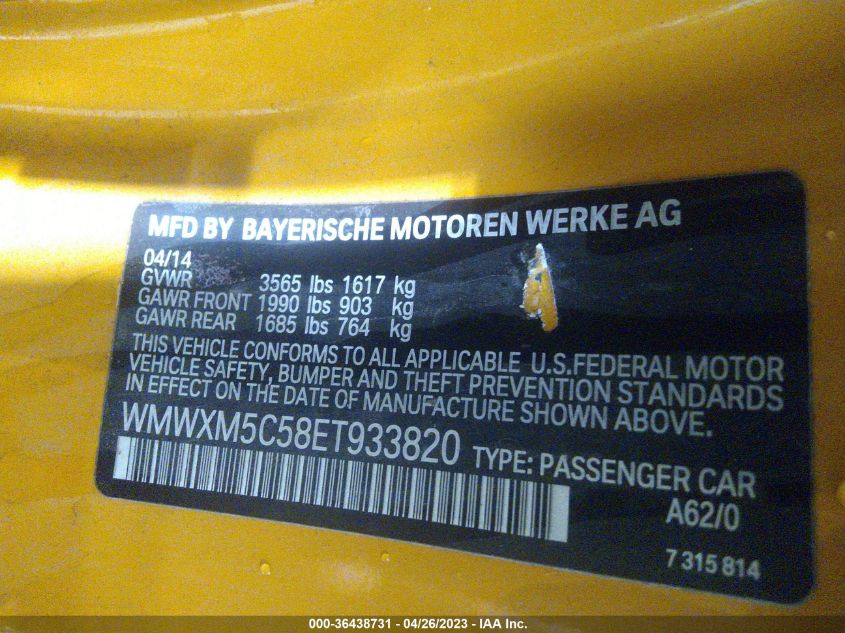 MFD BY BAYERISCHE MOTOREN WERKE AG
04/14
GVWR 3565 lbs 1617 kg
GAWR FRONT 1990 lbs 903 kg
GAWR REAR 1685 lbs 764 kg
THIS VEHICLE CONFORMS TO ALL APPLICABLE U.S.FEDERAL MOTOR
VEHICLE SAFETY, BUMPER AND THEFT PREVENTION STANDARDS
IN EFFECT ON THE DATE OF MANUFACTURE SHOWN ABOVE.
WMWXM5C58ET933820 TYPE: PASSENGER CAR
A62/0
7 315 814
000-36438731 - 04/26/2023 - IAA Inc.